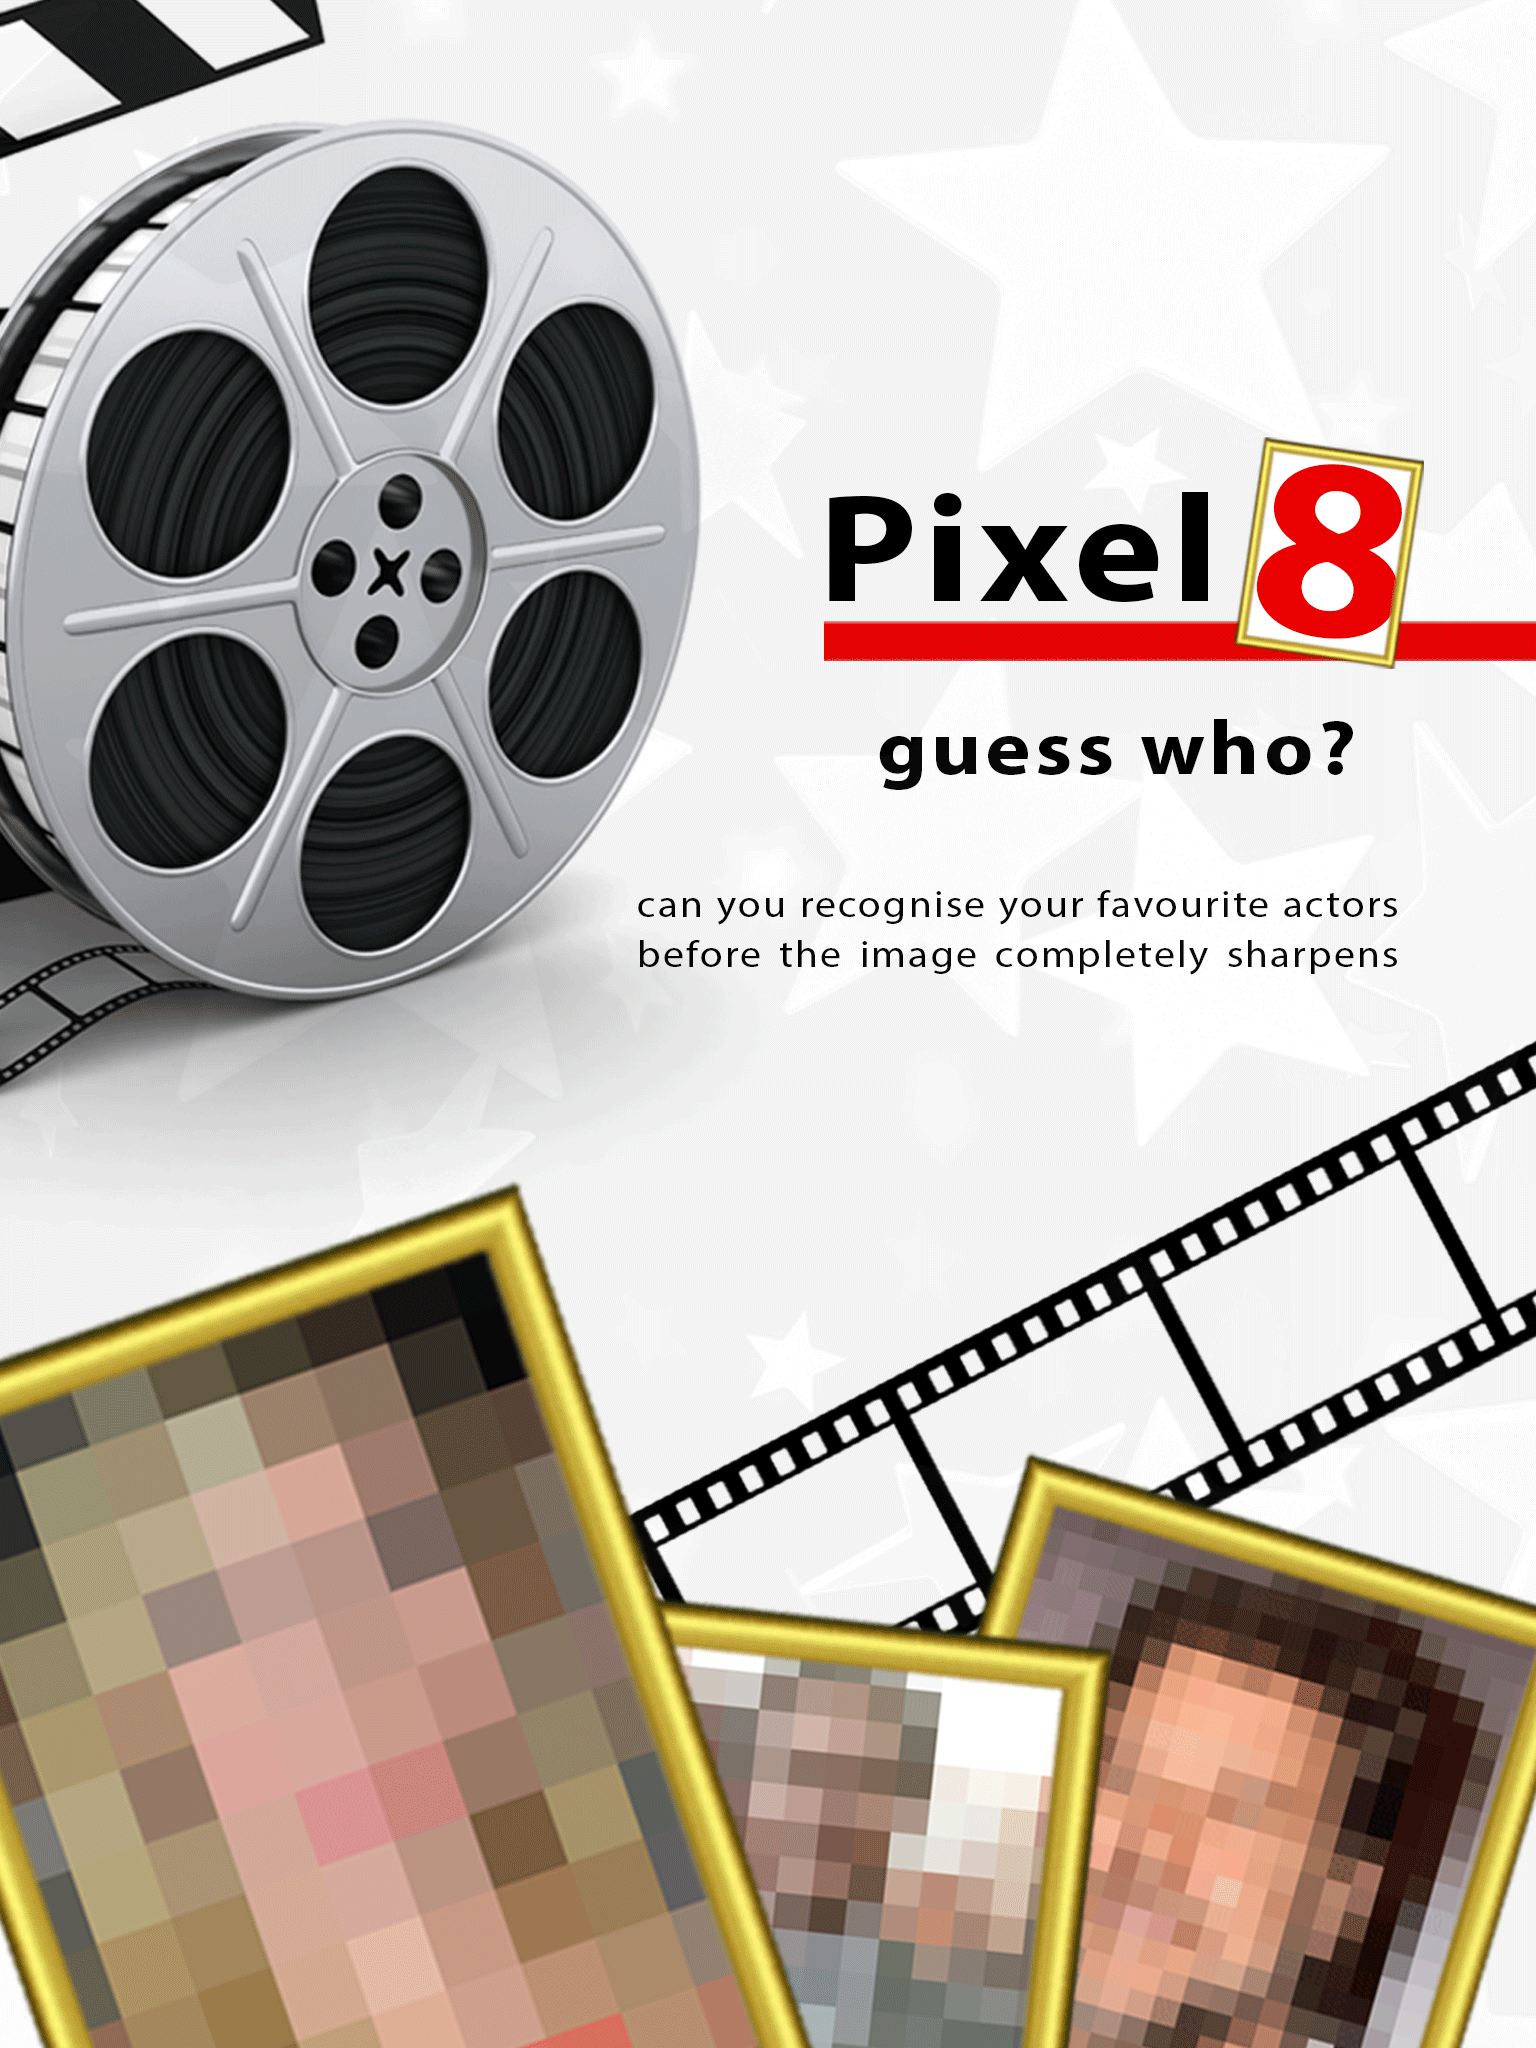 Pixel 8
guess who?
can you recognise your favourite actors
before the image completely sharpens